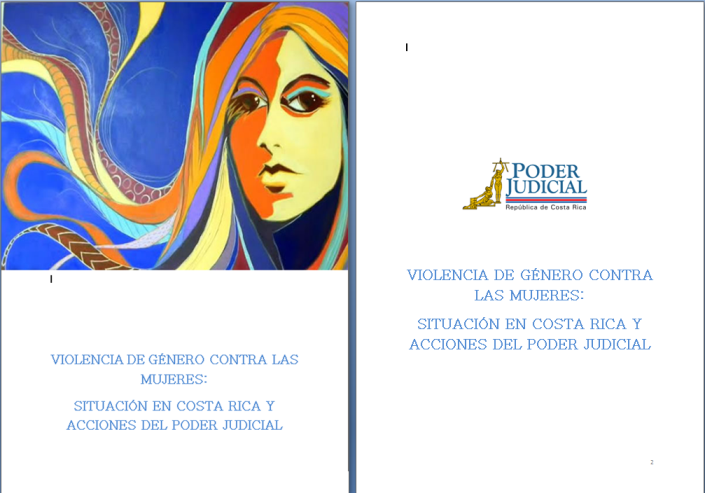 VIOLENCIA DE GÉNERO CONTRA LAS
MUJERES:
SITUACIÓN EN COSTA RICA Y
ACCIONES DEL PODER JUDICIAL
PODER
JUDICIAL
República de Costa Rica
VIOLENCIA DE GÉNERO CONTRA
LAS MUJERES:
SITUACIÓN EN COSTA RICA Y
ACCIONES DEL PODER JUDICIAL
2